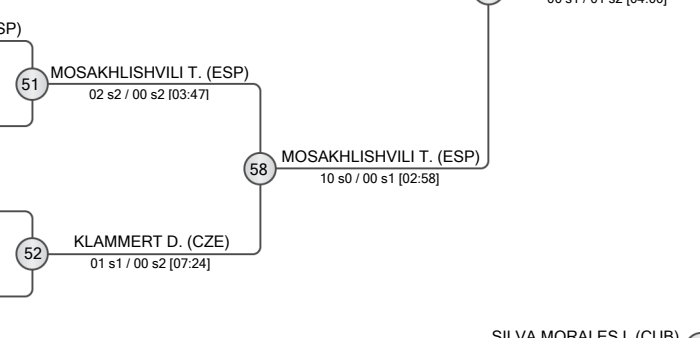 SP)
51
MOSAKHLISHVILI T. (ESP)
02 s2 / 00 s2 [03:47]
58
MOSAKHLISHVILI T. (ESP)
10 s0 / 00 s1 [02:58]
52
KLAMMERT D. (CZE)
01 s1 / 00 s2 [07:24]